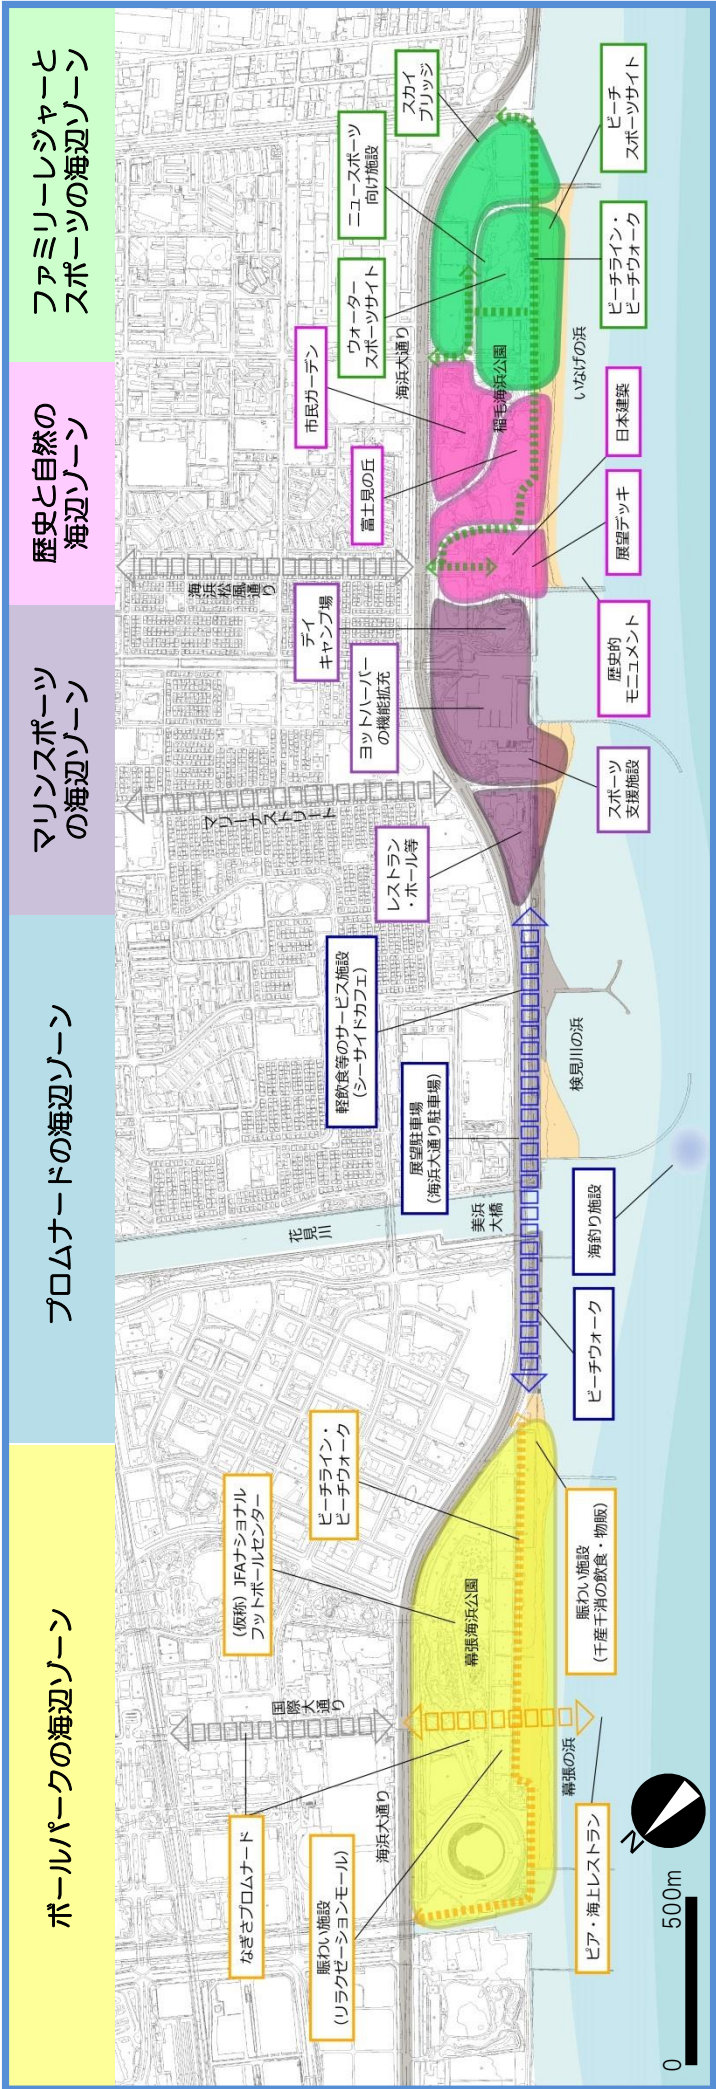 ボールパークの海辺ゾーン
プロムナードの海辺ゾーン
マリンスポーツ
の海辺ゾーン
歴史と自然の
海辺ゾーン
ファミリーレジャーと
スポーツの海辺ゾーン
なぎさプロムナード
賑わい施設
(リラクゼーションモール)
海浜大通り
国際大通り
(仮称)JFAナショナル
フットボールセンター
ビーチライン・
ビーチウォーク
幕張海浜公園
幕張の浜
ピア・海上レストラン
賑わい施設
(千産千消の飲食・物販)
花見川
美浜
大橋
軽飲食等のサービス施設
(シーサイドカフェ)
展望駐車場
(海浜大通り駐車場)
ビーチウォーク
海釣り施設
検見川の浜
マリーナストリート
レストラン
・ホール等
ヨットハーバー
の機能拡充
デイ
キャンプ場
スポーツ
支援施設
海浜松風通り
富士見の丘
市民ガーデン
歴史的
モニュメント
展望デッキ
日本建築
稲毛海浜公園
いなげの浜
海浜大通り
ウォーター
スポーツサイト
ニュースポーツ
向け施設
スカイ
ブリッジ
ビーチライン・
ビーチウォーク
ビーチ
スポーツサイト
N
0
500m